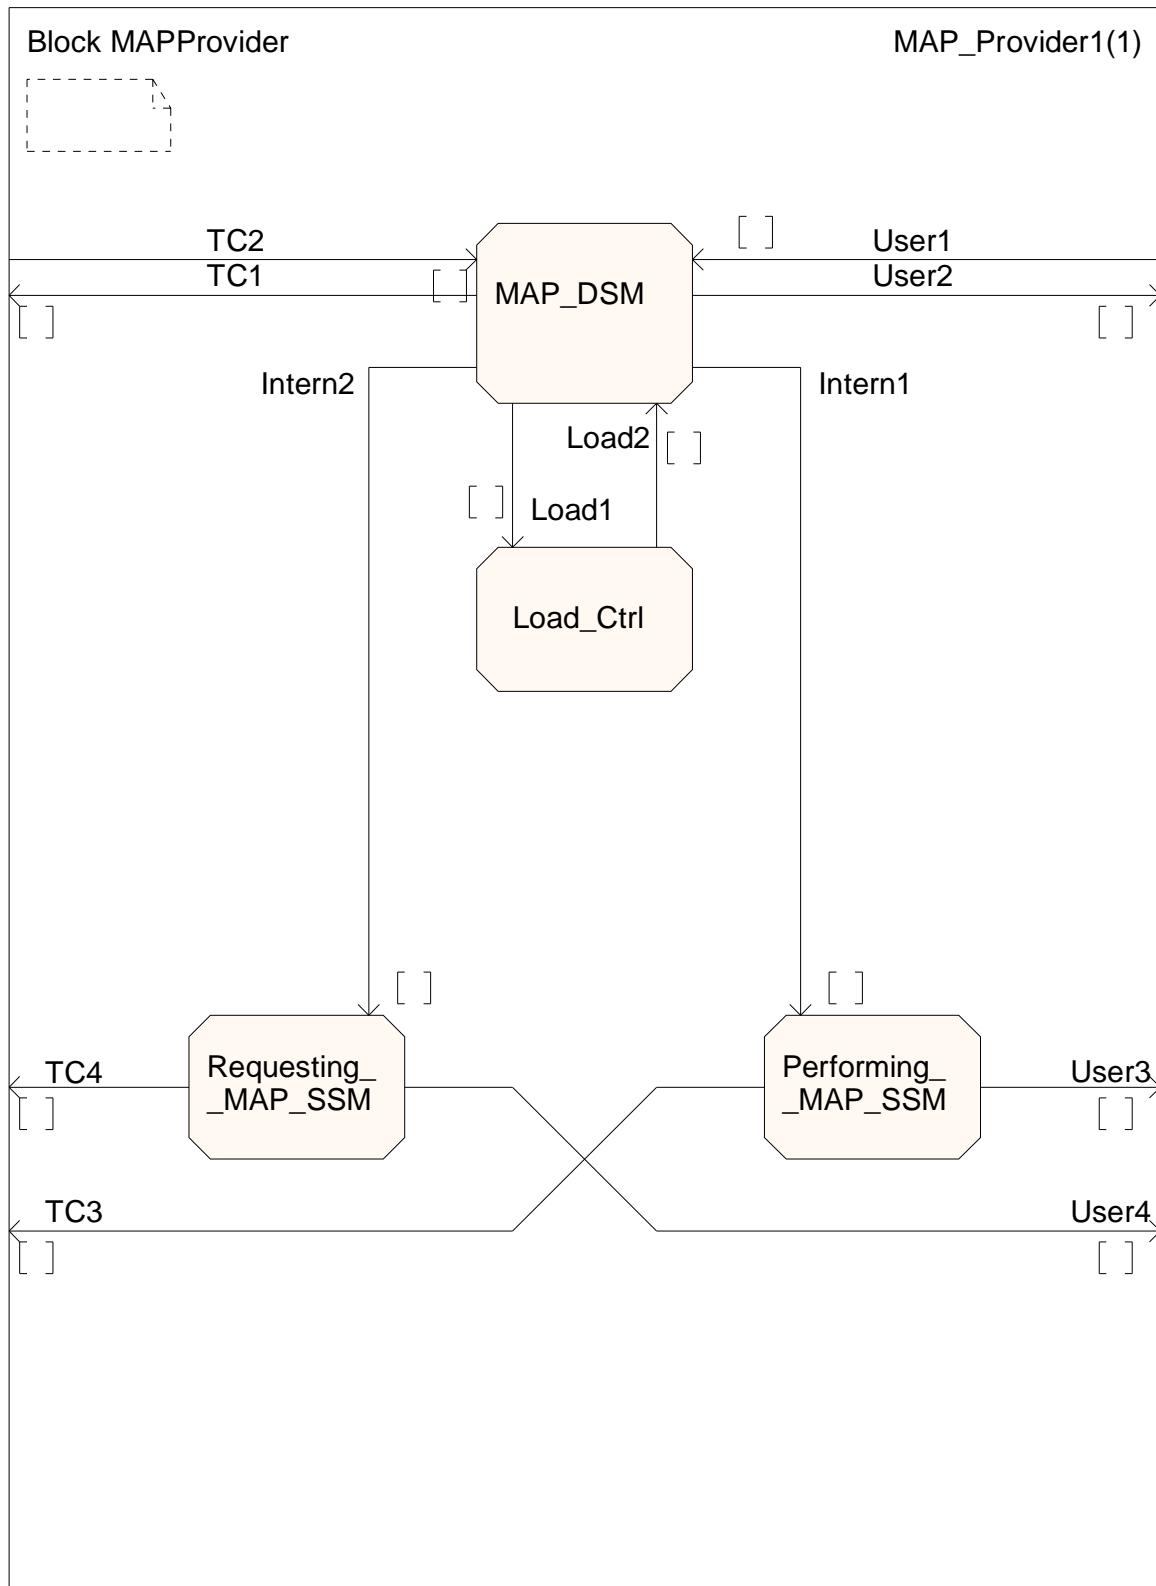 Block MAPProvider
MAP_Provider1(1)
TC2
User1
TC1
User2
MAP_DSM
Intern2
Intern1
Load2
Load1
Load_Ctrl
TC4
Requesting_
_MAP_SSM
Performing_
_MAP_SSM
User3
TC3
User4